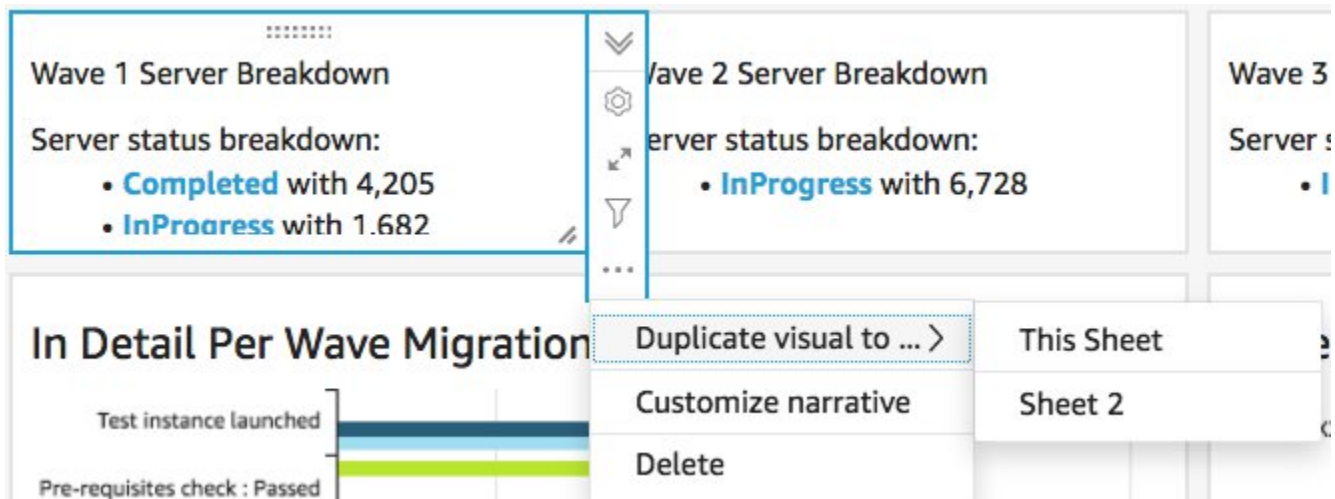 Wave 1 Server Breakdown
Server status breakdown:
• Completed with 4,205
• InProgress with 1,682
ave 2 Server Breakdown
erver status breakdown:
• InProgress with 6,728
Wave 3
Server
In Detail Per Wave Migration
Test instance launched
Pre-requisites check : Passed
Duplicate visual to ... >
Customize narrative
Delete
This Sheet
Sheet 2